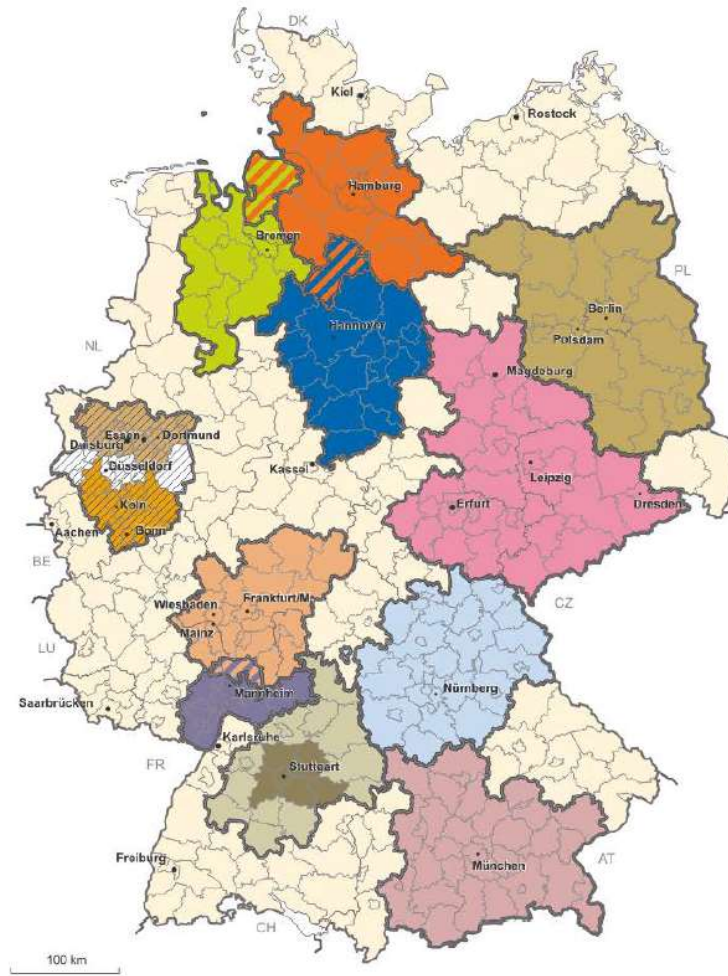 DK
Kiel
Rostock
Hamburg
Bremen
PL
Berlin
Hannover
Potsdam
NL
Magdeburg
Essen
Duisburg
Dortmund
Düsseldorf
Kassel
Leipzig
Köln
Erfurt
Dresden
Aachen
Bonn
BE
CZ
Wiesbaden
Frankfurt/M.
Mainz
LU
Mannheim
Nürnberg
Saarbrücken
Karlsruhe
FR
Stuttgart
Freiburg
München
AT
CH
100 km